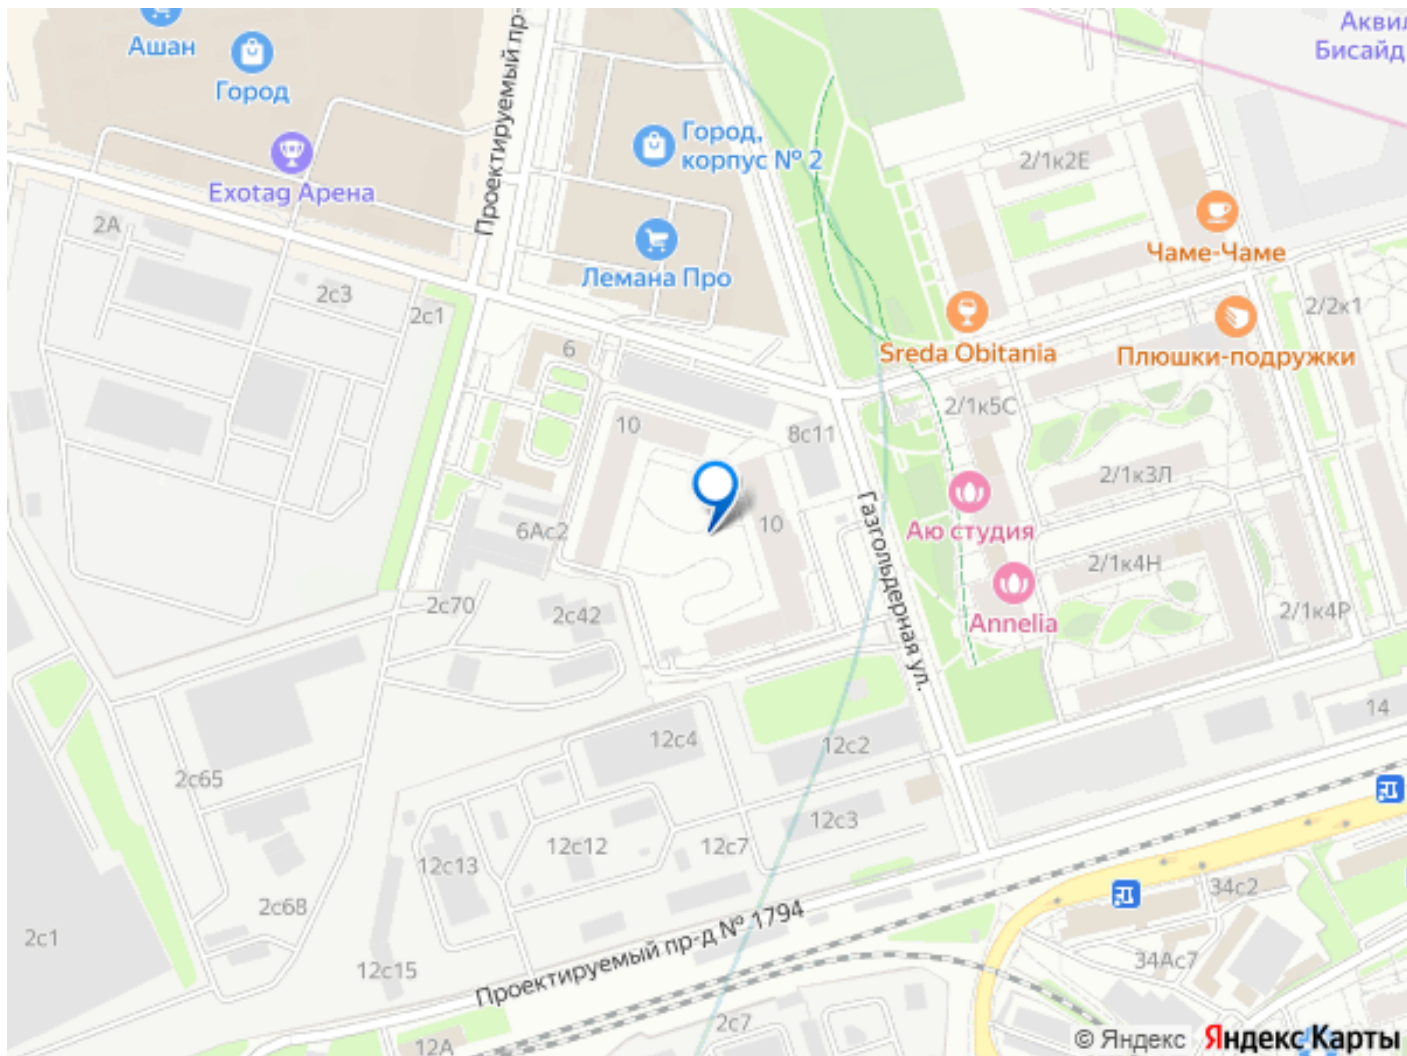 Ашан
Город
Exotag Арена
Проектируемый пр-
Город,
корпус № 2
Лемана Про
Аквил
Бисайд
2/1к2Е
Чаме-Чаме
Sreda Obitania
Плюшки-подружки
2/2к1
2А
2с3
2с1
6
10
8с11
2/1к5С
2/1к3Л
Аю студия
Газгольдерная ул.
10
6Ас2
2/1к4Н
Annelia
2/1к4Р
2с70
2с42
12с4
12с2
14
2с65
12с3
12с13
12с12
12с7
34с2
2с68
2с1
12с15
Проектируемый пр-д № 1794
34Ас7
2с7
12А
© Яндекс Яндекс Карты